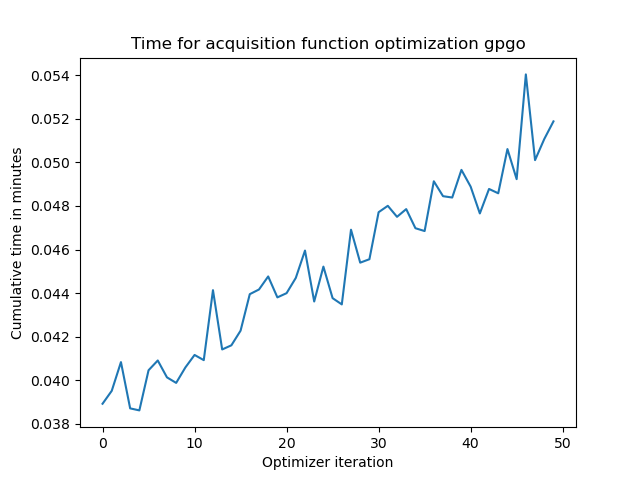 Time for acquisition function optimization gpgo
0.054
0.052
0.050
0.048
0.046
0.044
0.042
0.040
0.038
Cumulative time in minutes
0 10 20 30 40 50
Optimizer iteration